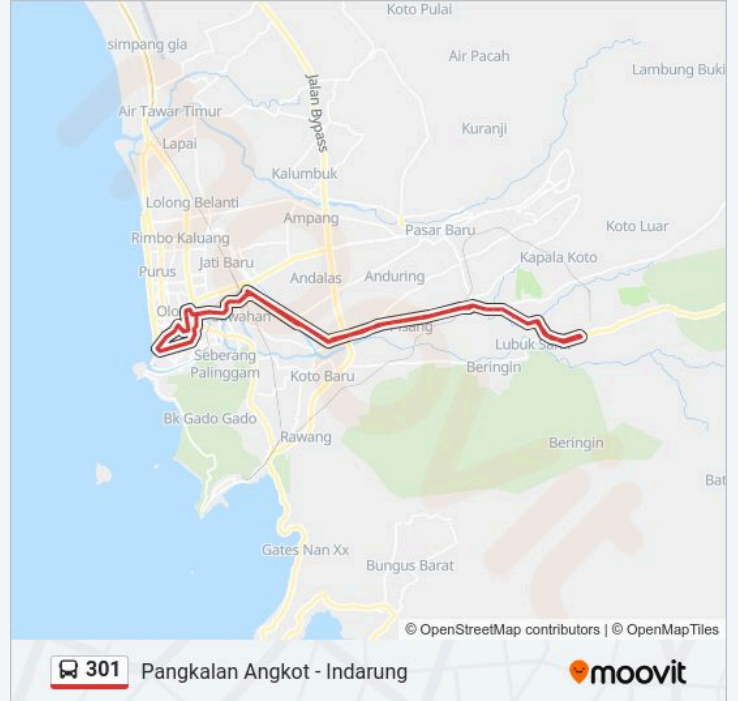 Koto Pulai
simpang gia
Air Pacah
Lambung Buki
Jalan Bypass
Air Tawar Timur
Kuranji
Lapai
Kalumbuk
Lolong Belanti
Ampang
Pasar Baru
Koto Luar
Rimbo Kaluang
Kapala Koto
Jati Baru
Purus
Andalas
Anduring
Olo
wahan
Lubuk Sa
Seberang
Palinggam
Beringin
Koto Baru
Bk Gado Gado
Rawang
Beringin
Bat
Gates Nan Xx
Bungus Barat
© OpenStreetMap contributors | © OpenMapTiles
301 Pangkalan Angkot - Indarung
moovit